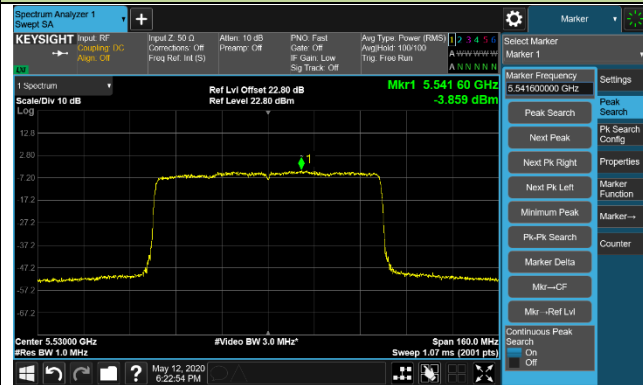 Spectrum Analyzer 1
Swept SA
Marker
KEYSIGHT
Input: RF
Coupling: DC
Align: Off
Input Z: 50 Ω
Corrections: Off
Freq Ref: Int (S)
Atten: 10 dB
Preamp: Off
PNO: Fast
Gate: Off
IF Gain: Low
Sig Track: Off
Avg Type: Power (RMS)
Avg|Hold: 100/100
Trig: Free Run
1 2 3 4 5 6
A W W W W W
A N N N N N
LXI
Select Marker
Marker 1
1 Spectrum
Scale/Div 10 dB
Log
Ref Lvl Offset 22.80 dB
Ref Level 22.80 dBm
Mkr1 5.541 60 GHz
-3.859 dBm
12.8
2.80
-7.20
-17.2
-27.2
-37.2
-47.2
-57.2
-67.2
1
Center 5.53000 GHz
#Res BW 1.0 MHz
#Video BW 3.0 MHz*
Span 160.0 MHz
Sweep 1.07 ms (2001 pts)
Marker Frequency
5.541600000 GHz
Peak Search
Next Peak
Next Pk Right
Next Pk Left
Minimum Peak
Pk-Pk Search
Marker Delta
Mkr→CF
Mkr→Ref Lvl
Continuous Peak
Search
On
Off
Settings
Peak
Search
Pk Search
Config
Properties
Marker
Function
Marker→
Counter
May 12, 2020
6:22:54 PM